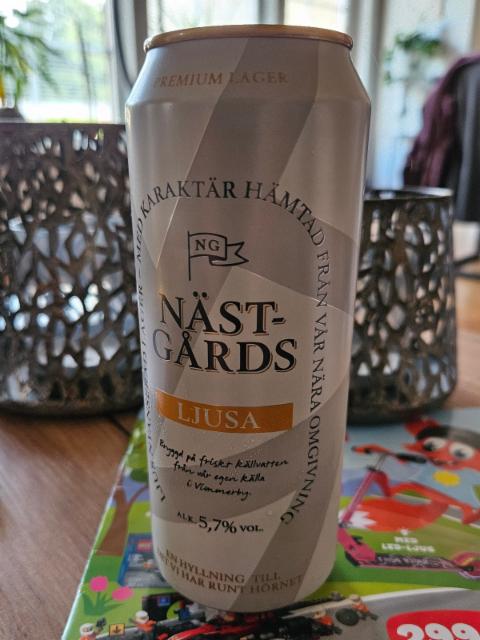 PREMIUM LAGER
MED KARAKTÄR HÄMTAD FRÅN VÅR NÄRA OMGIVNING
NG
NÄST-
GÅRDS
LJUSA
Bryggd på friskt källvatten
från vår egen källa
i Vimmerby.
ALK. 5,7% VOL.
EN HYLLNING TILL
VI HAR RUNT HÖRNET
299